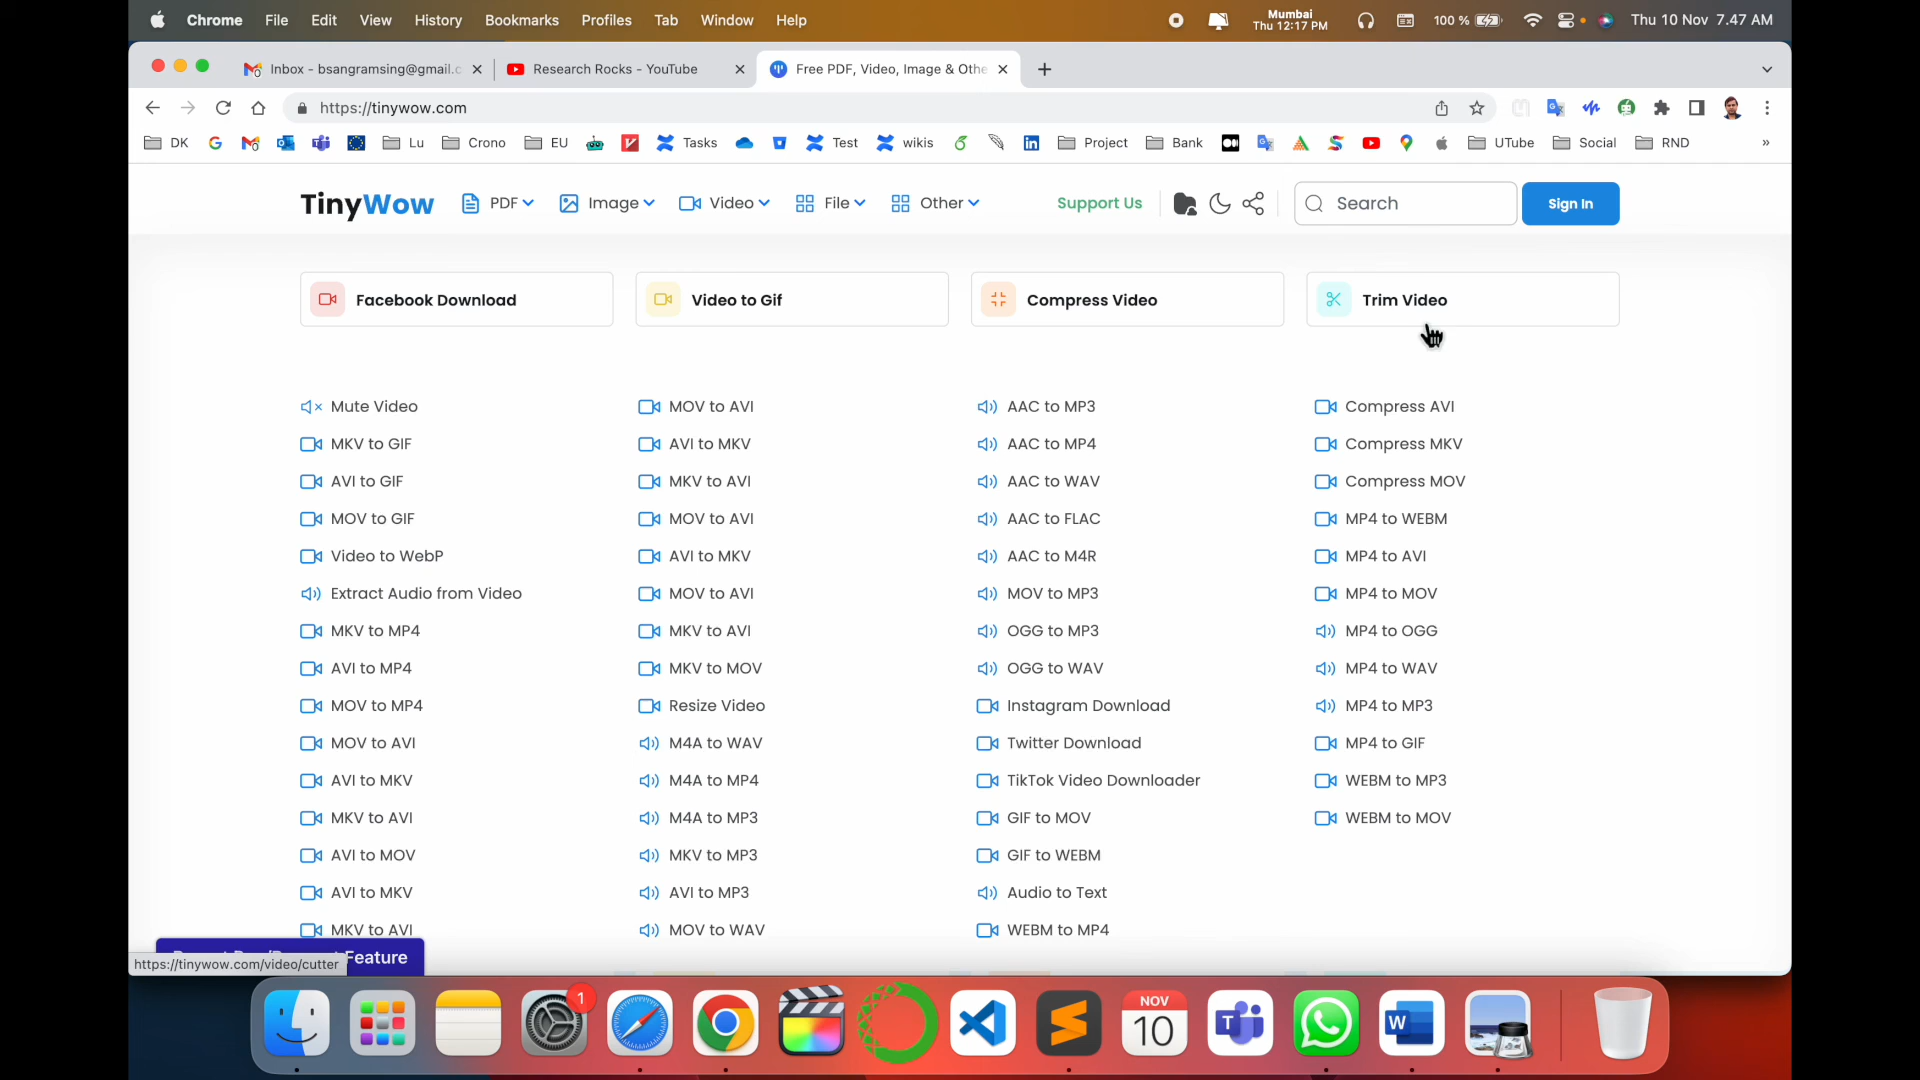 Chrome File Edit View History Bookmarks Profiles Tab Window Help Mumbai Thu 12:17 PM 100 % Thu 10 Nov 7.47 AM
Inbox - bsangramsing@gmail.c Research Rocks - YouTube Free PDF, Video, Image & Othe
https://tinywow.com
DK Lu Crono EU Tasks Test wikis Project Bank UTube Social RND »
TinyWow PDF Image Video File Other Support Us Search Sign In
Facebook Download Video to Gif Compress Video Trim Video
Mute Video MOV to AVI AAC to MP3 Compress AVI
MKV to GIF AVI to MKV AAC to MP4 Compress MKV
AVI to GIF MKV to AVI AAC to WAV Compress MOV
MOV to GIF MOV to AVI AAC to FLAC MP4 to WEBM
Video to WebP AVI to MKV AAC to M4R MP4 to AVI
Extract Audio from Video MOV to AVI MOV to MP3 MP4 to MOV
MKV to MP4 MKV to AVI OGG to MP3 MP4 to OGG
AVI to MP4 MKV to MOV OGG to WAV MP4 to WAV
MOV to MP4 Resize Video Instagram Download MP4 to MP3
MOV to AVI M4A to WAV Twitter Download MP4 to GIF
AVI to MKV M4A to MP4 TikTok Video Downloader WEBM to MP3
MKV to AVI M4A to MP3 GIF to MOV WEBM to MOV
AVI to MOV MKV to MP3 GIF to WEBM
AVI to MKV AVI to MP3 Audio to Text
MKV to AVI MOV to WAV WEBM to MP4
Feature
https://tinywow.com/video/cutter
1
NOV
10
W